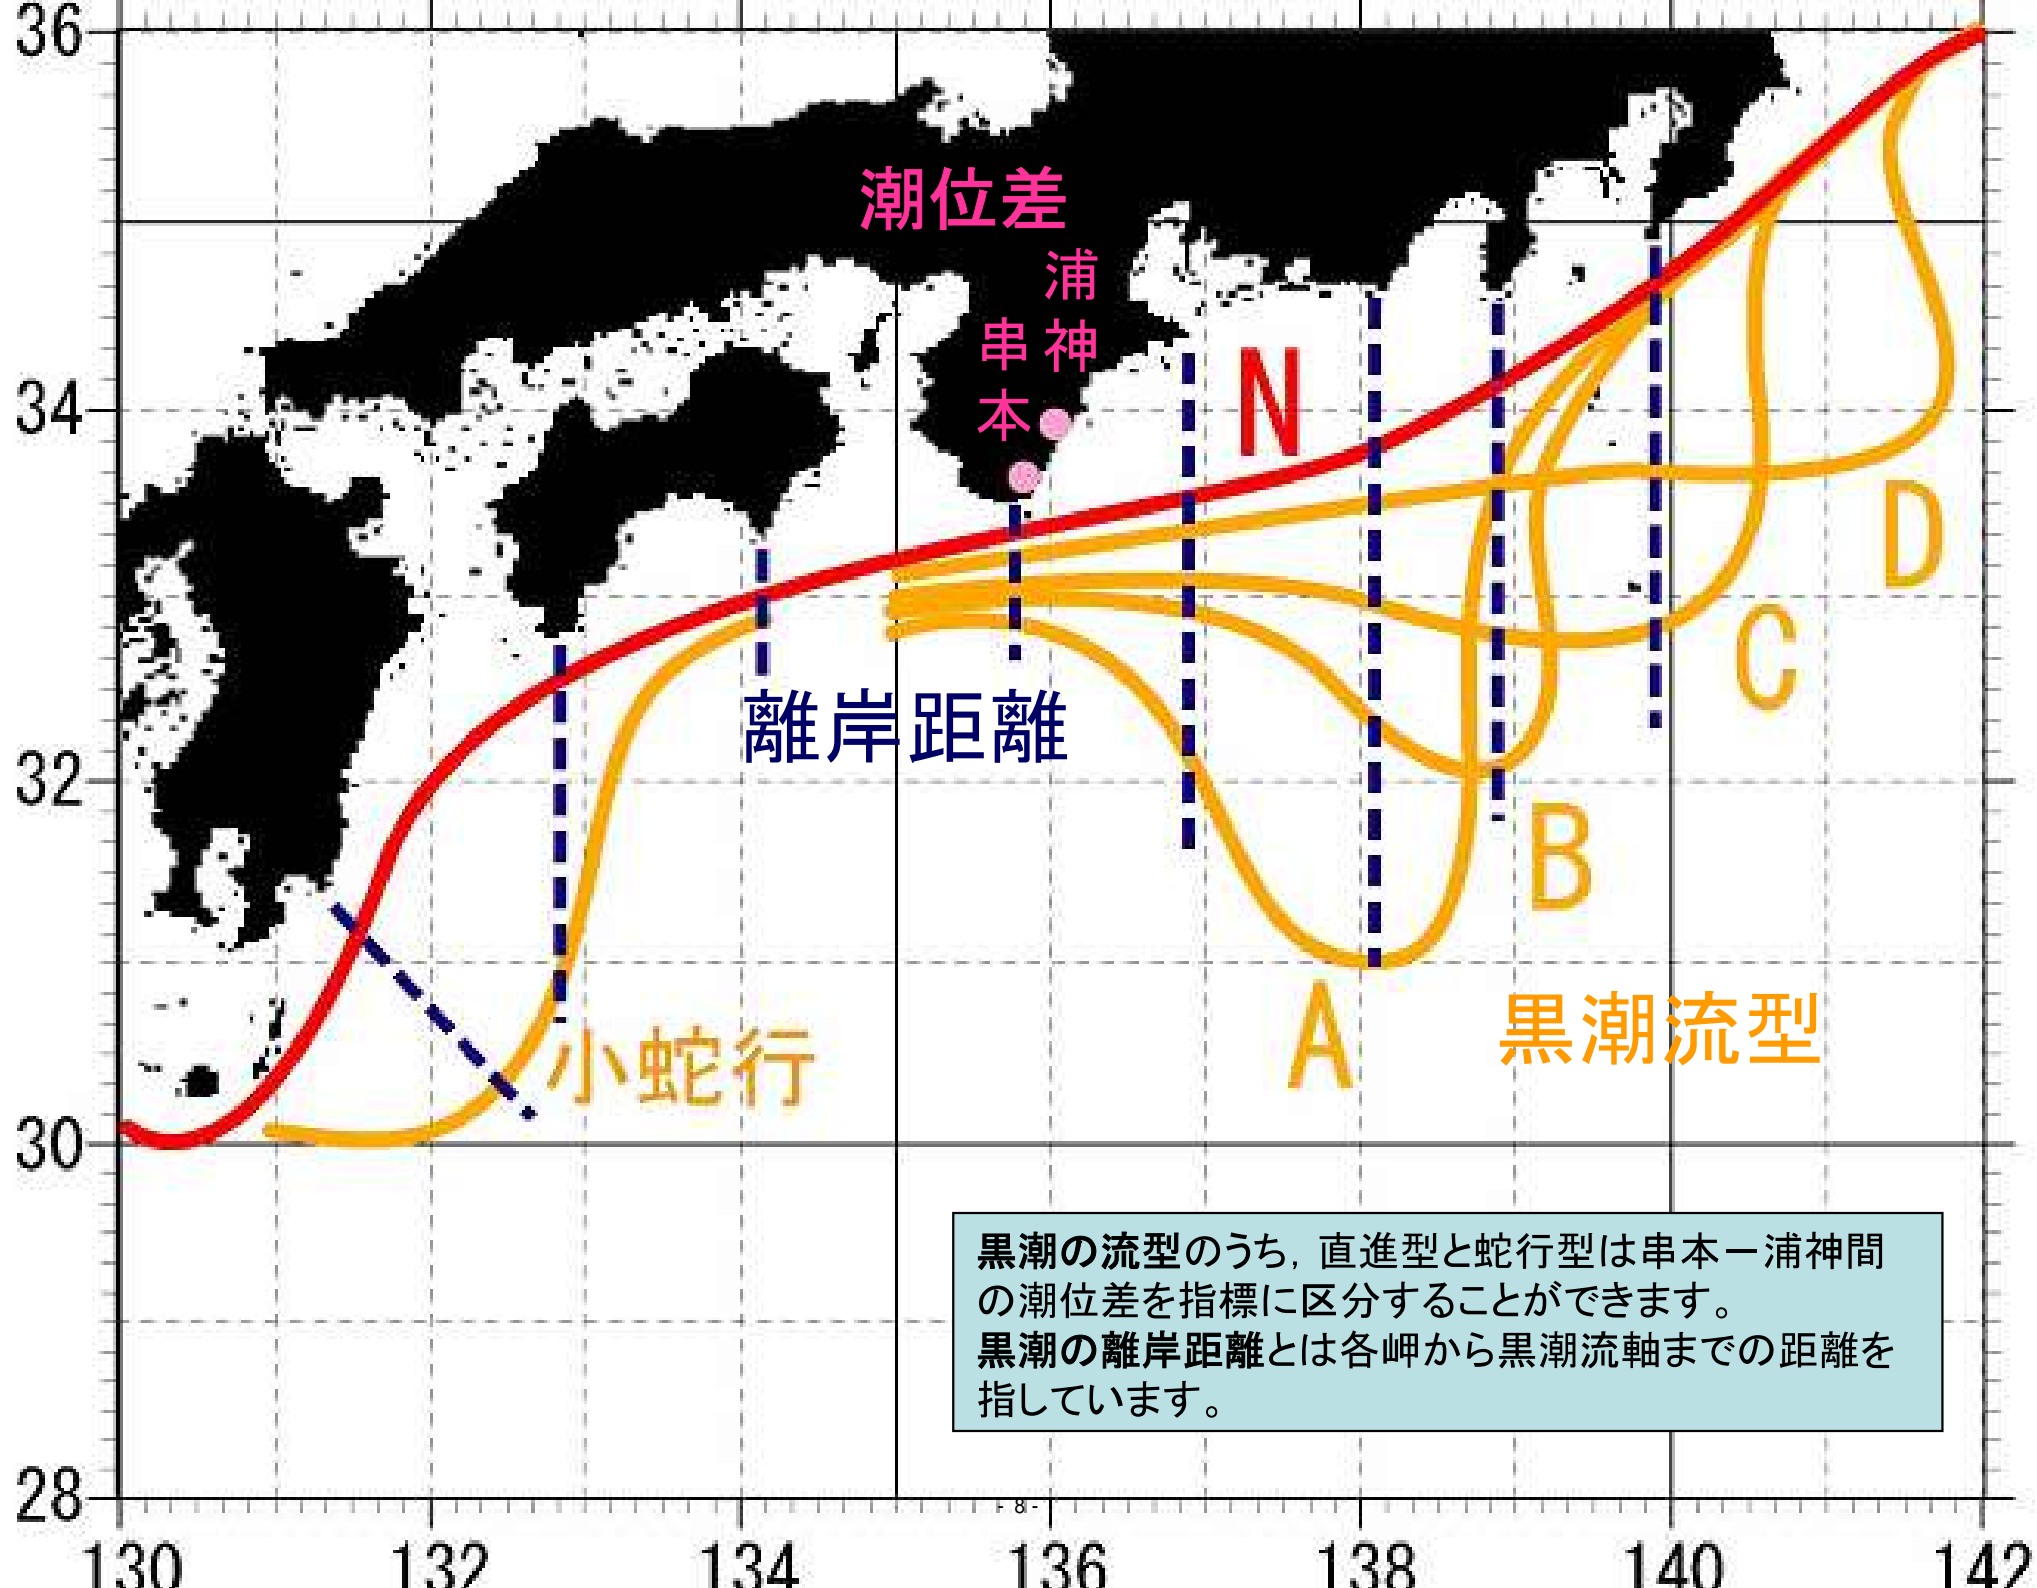 36
34
32
30
28
潮位差
浦神
串本
N
離岸距離
D
C
B
A
小蛇行
黒潮流型
黒潮の流型のうち，直進型と蛇行型は串本－浦神間
の潮位差を指標に区分することができます。
黒潮の離岸距離とは各岬から黒潮流軸までの距離を
指しています。
- 8 -
130 132 134 136 138 140 142